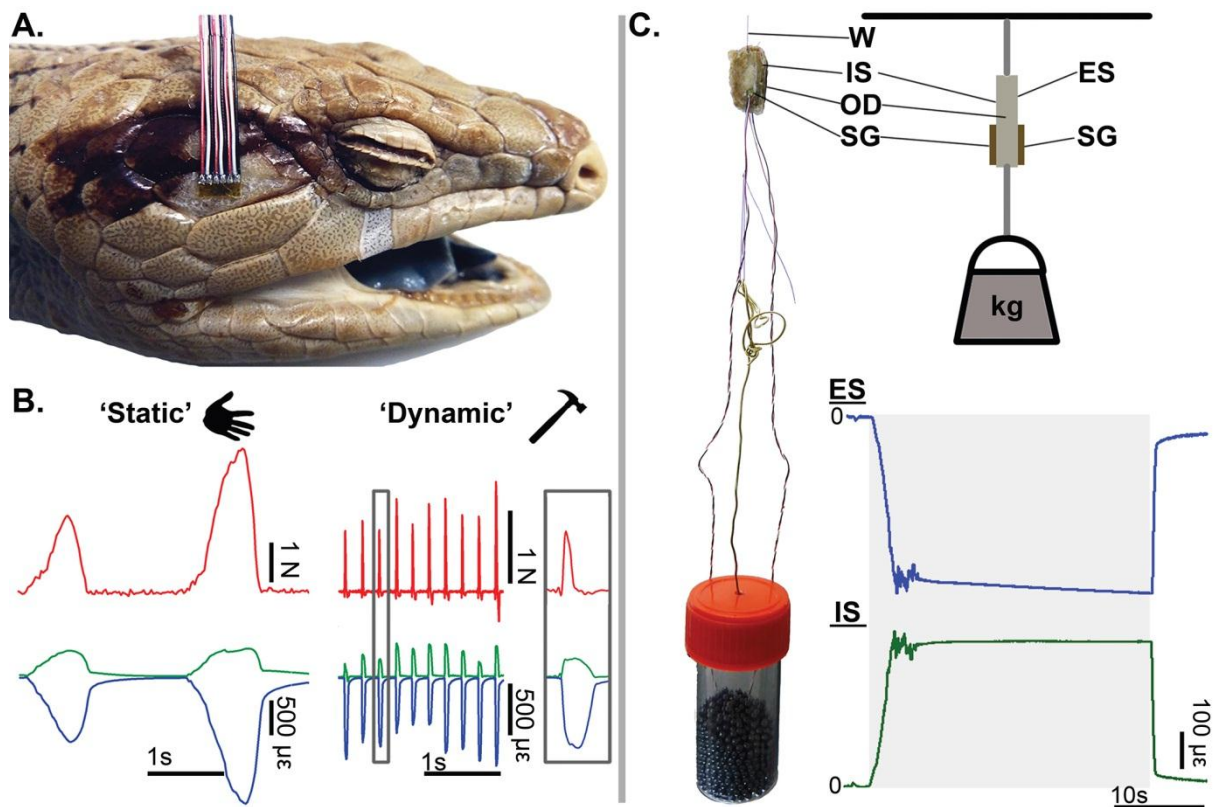 A.
B.
'Static'
'Dynamic'
1 N
1 N
500 µε
500 µε
1s
1s
C.
W
IS
OD
SG
ES
SG
kg
ES
0
IS
0
100 µε
10s